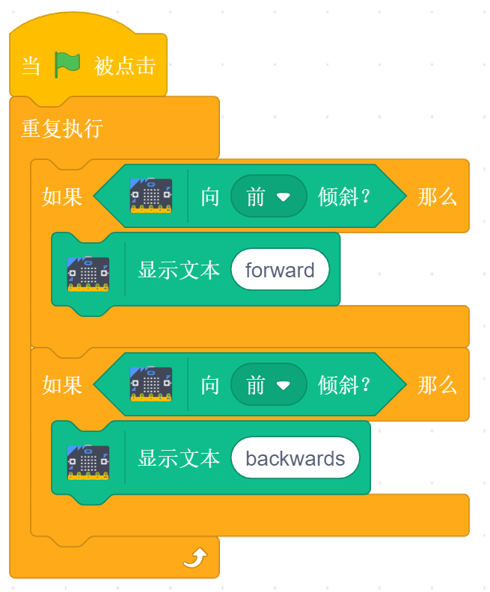 当 被点击
重复执行
如果 向 前 倾斜？ 那么
显示文本 forward
如果 向 前 倾斜？ 那么
显示文本 backwards